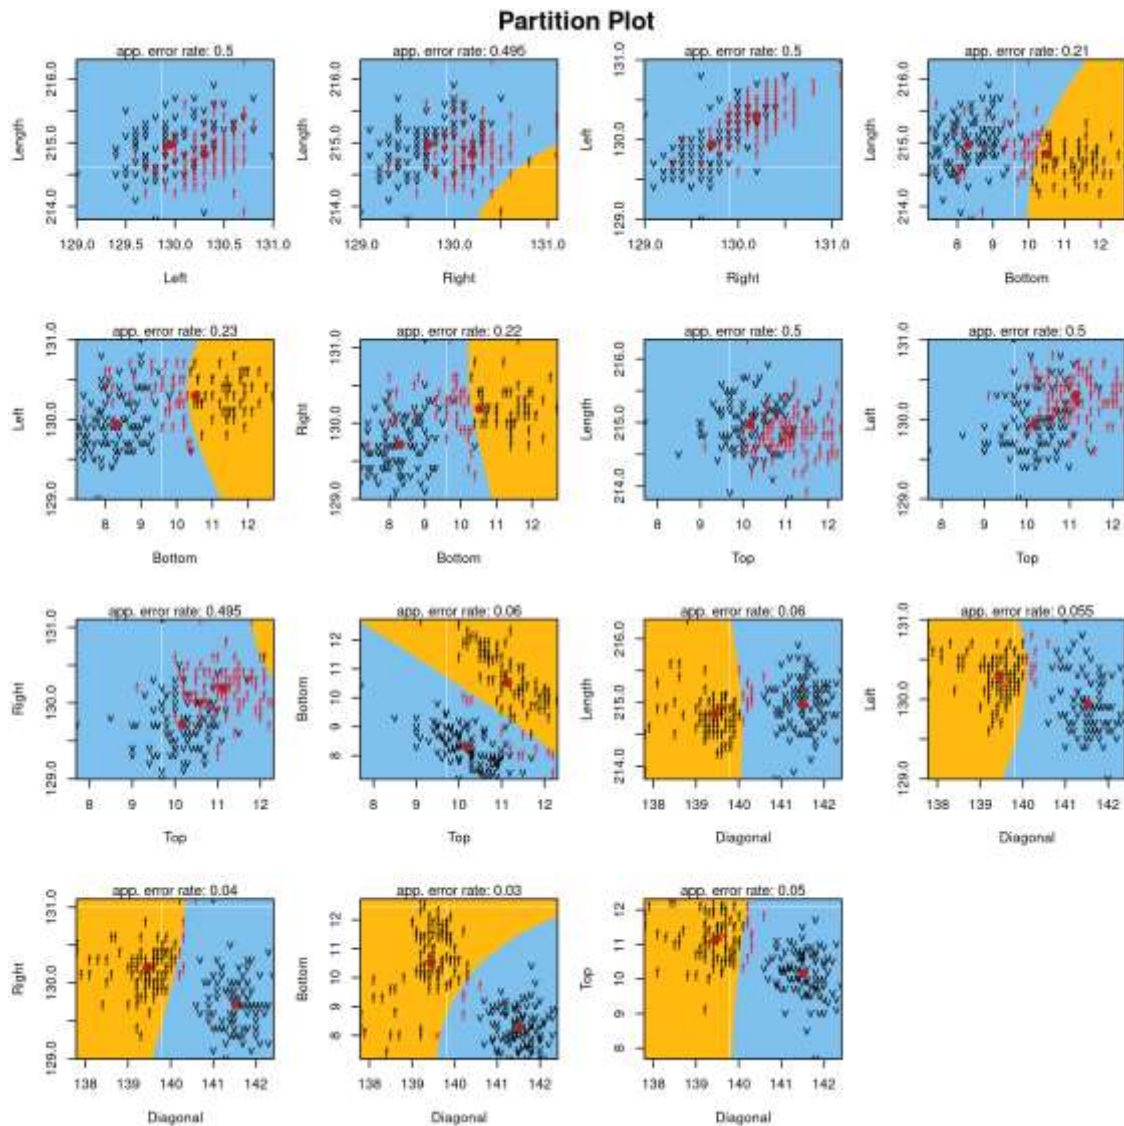 Partition Plot
app. error rate: 0.5
app. error rate: 0.495
app. error rate: 0.5
app. error rate: 0.21
Length
214.0 215.0 216.0
129.0 129.5 130.0 130.5 131.0
Left
Length
214.0 215.0 216.0
129.0 130.0 131.0
Right
Left
129.0 130.0 131.0
129.0 130.0 131.0
Right
Length
214.0 215.0 216.0
8 9 10 11 12
Bottom
app. error rate: 0.23
app. error rate: 0.22
app. error rate: 0.5
app. error rate: 0.5
Left
129.0 130.0 131.0
8 9 10 11 12
Bottom
Right
129.0 130.0 131.0
8 9 10 11 12
Bottom
Length
214.0 215.0 216.0
8 9 10 11 12
Top
Left
129.0 130.0 131.0
8 9 10 11 12
Top
app. error rate: 0.495
app. error rate: 0.06
app. error rate: 0.06
app. error rate: 0.055
Right
129.0 130.0 131.0
8 9 10 11 12
Top
Bottom
8 9 10 11 12
8 9 10 11 12
Top
Length
214.0 215.0 216.0
138 139 140 141 142
Diagonal
Left
129.0 130.0 131.0
138 139 140 141 142
Diagonal
app. error rate: 0.04
app. error rate: 0.03
app. error rate: 0.05
Right
129.0 130.0 131.0
138 139 140 141 142
Diagonal
Bottom
8 9 10 11 12
138 139 140 141 142
Diagonal
Top
8 9 10 11 12
138 139 140 141 142
Diagonal